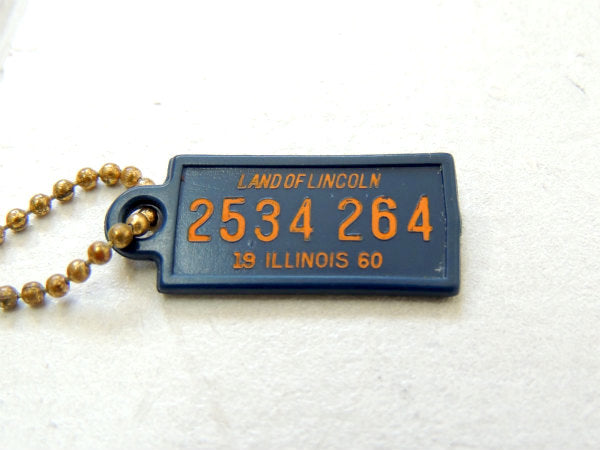 LAND OF LINCOLN
2534 264
19 ILLINOIS 60